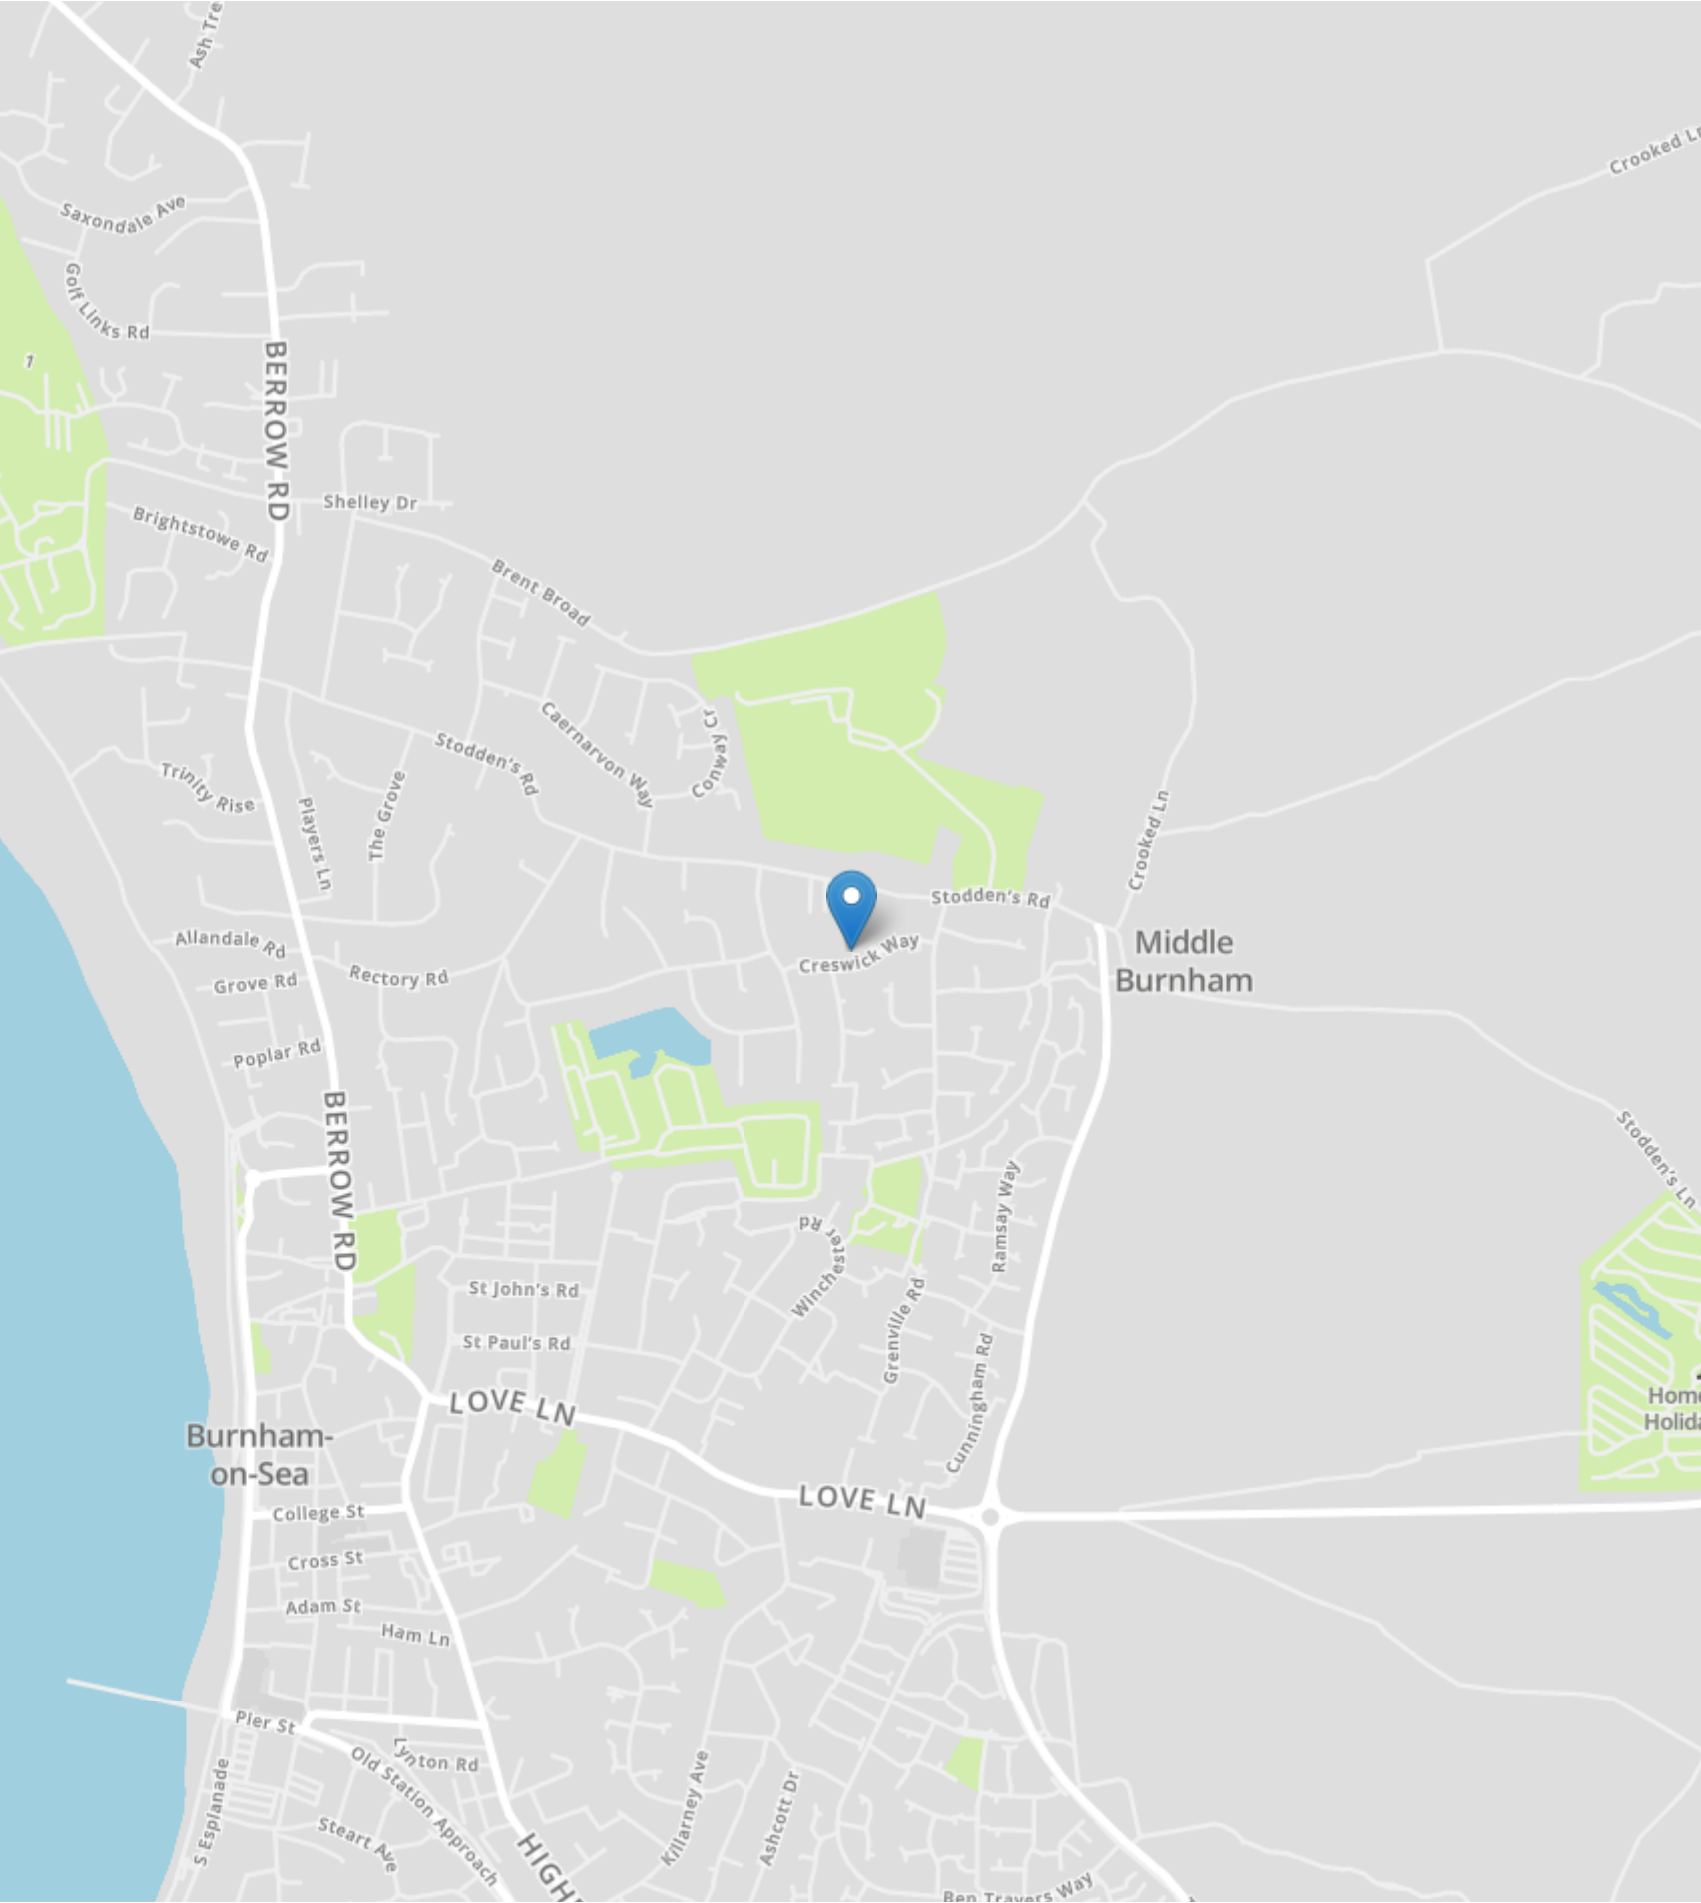 Ash Tre
Crooked Ln
Saxondale Ave
Golf Links Rd
1
BERROW RD
Shelley Dr
Brightstowe Rd
Brent Broad
Caernarvon Way
Conway Cr
Stodden's Rd
Trinity Rise
Players Ln
The Grove
Crooked Ln
Stodden's Rd
Middle
Burnham
Allandale Rd
Creswick Way
Rectory Rd
Grove Rd
Poplar Rd
BERROW RD
Stodden's Ln
Ramsay Way
Winchester Rd
St John's Rd
Grenville Rd
St Paul's Rd
Cunningham Rd
Home
Holida
LOVE LN
Burnham-
on-Sea
LOVE LN
College St
Cross St
Adam St
Ham Ln
Pier St
Lynton Rd
Old Station Approach
S Esplanade
Steart Ave
Killarney Ave
Ashcott Dr
HIGH
Ben Travers Way